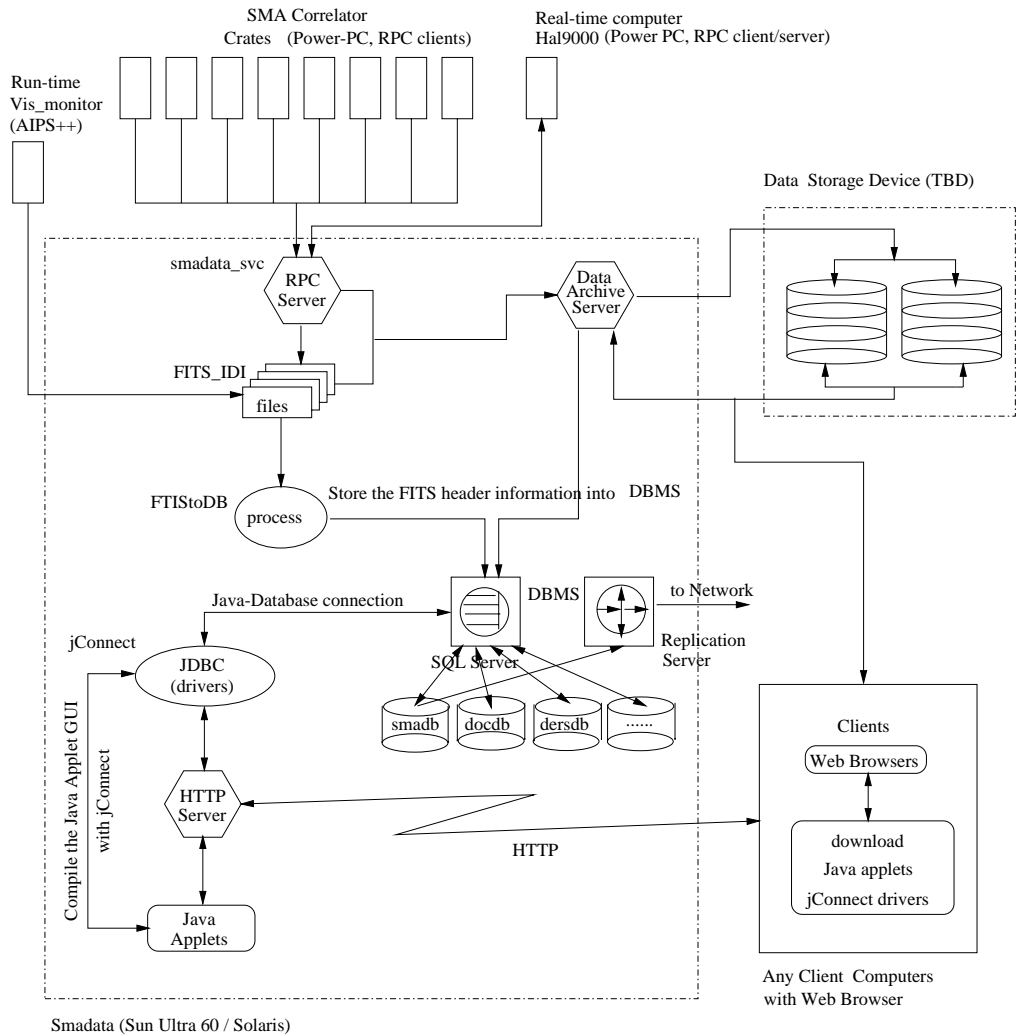 SMA Correlator
Crates (Power-PC, RPC clients)
Real-time computer
Hal9000 (Power PC, RPC client/server)
Run-time
Vis_monitor
(AIPS++)
Data Storage Device (TBD)
smadata_svc
RPC
Server
Data
Archive
Server
FITS_IDI
files
FTIStoDB
process
Store the FITS header information into DBMS
Java-Database connection
DBMS
to Network
jConnect
SQL Server
Replication
Server
JDBC
(drivers)
smadb
docdb
dersdb
......
Clients
Web Browsers
Compile the Java Applet GUI
with jConnect
HTTP
Server
HTTP
download
Java applets
jConnect drivers
Java
Applets
Any Client Computers
with Web Browser
Smadata (Sun Ultra 60 / Solaris)